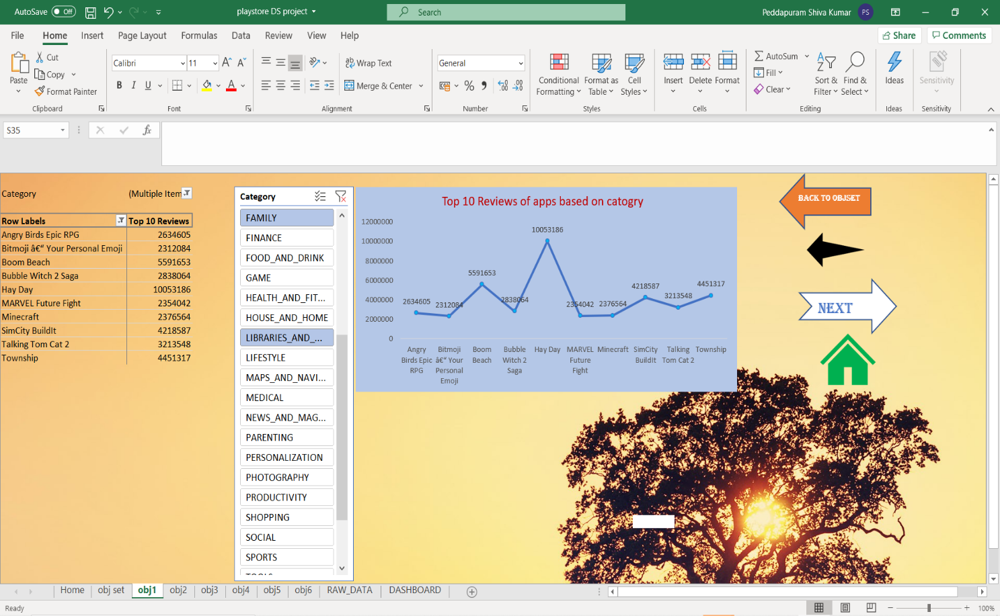 AutoSave Off
playstore DS project
Search
Peddapuram Shiva Kumar PS
File Home Insert Page Layout Formulas Data Review View Help
Share Comments
Paste
Cut
Copy
Format Painter
Clipboard
Calibri 11
B I U
Font
Wrap Text
Merge & Center
Alignment
General
Number
Conditional
Formatting
Format as
Table
Cell
Styles
Styles
Insert Delete Format
Cells
AutoSum
Fill
Clear
Sort &
Filter
Find &
Select
Editing
Ideas
Ideas
Sensitivity
Sensitivity
S35 fx
Category (Multiple Item
Row Labels Top 10 Reviews
Angry Birds Epic RPG 2634605
Bitmoji â€“ Your Personal Emoji 2312084
Boom Beach 5591653
Bubble Witch 2 Saga 2838064
Hay Day 10053186
MARVEL Future Fight 2354042
Minecraft 2376564
SimCity BuildIt 4218587
Talking Tom Cat 2 3213548
Township 4451317
Category
FAMILY
FINANCE
FOOD_AND_DRINK
GAME
HEALTH_AND_FIT...
HOUSE_AND_HOME
LIBRARIES_AND_...
LIFESTYLE
MAPS_AND_NAVI...
MEDICAL
NEWS_AND_MAG...
PARENTING
PERSONALIZATION
PHOTOGRAPHY
PRODUCTIVITY
SHOPPING
SOCIAL
SPORTS
TOOLS
Top 10 Reviews of apps based on catogry
12000000
10000000
8000000
6000000
4000000
2000000
0
2634605
2312084
5591653
2838064
10053186
2354042
2376564
4218587
3213548
4451317
Angry
Birds Epic
RPG
Bitmoji
â€“ Your
Personal
Emoji
Boom
Beach
Bubble
Witch 2
Saga
Hay Day
MARVEL
Future
Fight
Minecraft
SimCity
BuildIt
Talking
Tom Cat 2
Township
BACK TO OBJSET
NEXT
Home obj set obj1 obj2 obj3 obj4 obj5 obj6 RAW_DATA DASHBOARD
Ready
100%